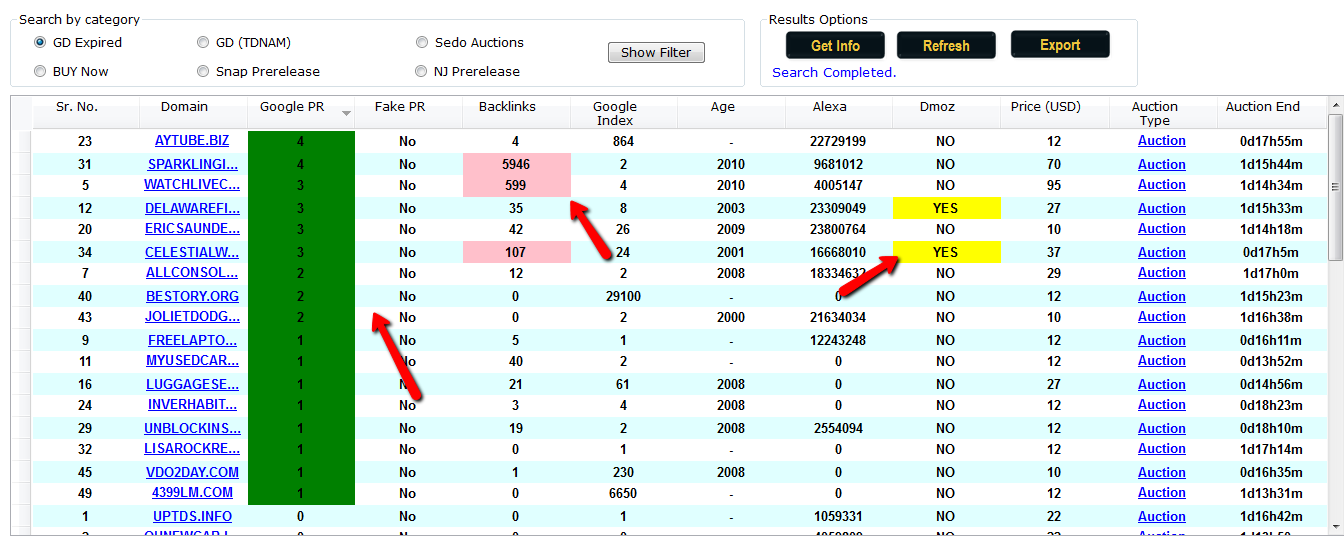 Search by category
GD Expired GD (TDNAM) Sedo Auctions
Show Filter
BUY Now Snap Prerelease NJ Prerelease
Results Options
Get Info Refresh Export
Search Completed.
Sr. No. Domain Google PR Fake PR Backlinks Google Index Age Alexa Dmoz Price (USD) Auction Type Auction End
23 AYTUBE.BIZ 4 No 4 864 - 22729199 NO 12 Auction 0d17h55m
31 SPARKLINGI... 4 No 5946 2 2010 9681012 NO 70 Auction 1d15h44m
5 WATCHLIVEC... 3 No 599 4 2010 4005147 NO 95 Auction 1d14h34m
12 DELAWAREFI... 3 No 35 8 2003 23309049 YES 27 Auction 1d15h33m
20 ERICSAUNDE... 3 No 42 26 2009 23800764 NO 10 Auction 1d14h18m
34 CELESTIALW... 3 No 107 24 2001 16668010 YES 37 Auction 0d17h5m
7 ALLCONSOL... 2 No 12 2 2008 18334632 NO 29 Auction 1d17h0m
40 BESTORY.ORG 2 No 0 29100 - 0 NO 12 Auction 1d15h23m
43 JOLIETDODG... 2 No 0 2 2000 21634034 NO 10 Auction 1d16h38m
9 FREELAPTO... 1 No 5 1 - 12243248 NO 12 Auction 0d16h11m
11 MYUSEDCAR... 1 No 40 2 - 0 NO 12 Auction 0d13h52m
16 LUGGAGESE... 1 No 21 61 2008 0 NO 27 Auction 0d14h56m
24 INVERHABIT... 1 No 3 4 2008 0 NO 12 Auction 0d18h23m
29 UNBLOCKINS... 1 No 19 2 2008 2554094 NO 12 Auction 0d18h10m
32 LISAROCKRE... 1 No 0 1 - 0 NO 12 Auction 1d17h14m
45 VDO2DAY.COM 1 No 1 230 2008 0 NO 10 Auction 0d16h35m
49 4399LM.COM 1 No 0 6650 - 0 NO 12 Auction 1d13h31m
1 UPTDS.INFO 0 No 0 1 - 1059331 NO 22 Auction 1d16h42m